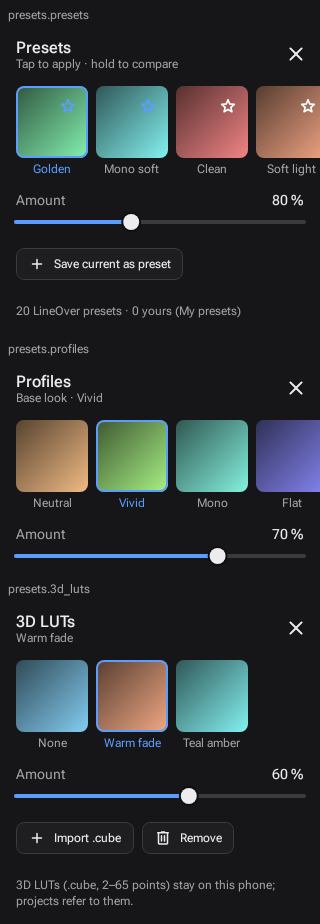 presets.presets
Presets
Tap to apply · hold to compare
Golden
Mono soft
Clean
Soft light
Amount
80 %
Save current as preset
20 LineOver presets · 0 yours (My presets)
presets.profiles
Profiles
Base look · Vivid
Neutral
Vivid
Mono
Flat
Amount
70 %
presets.3d_luts
3D LUTs
Warm fade
None
Warm fade
Teal amber
Amount
60 %
Import .cube
Remove
3D LUTs (.cube, 2–65 points) stay on this phone;
projects refer to them.